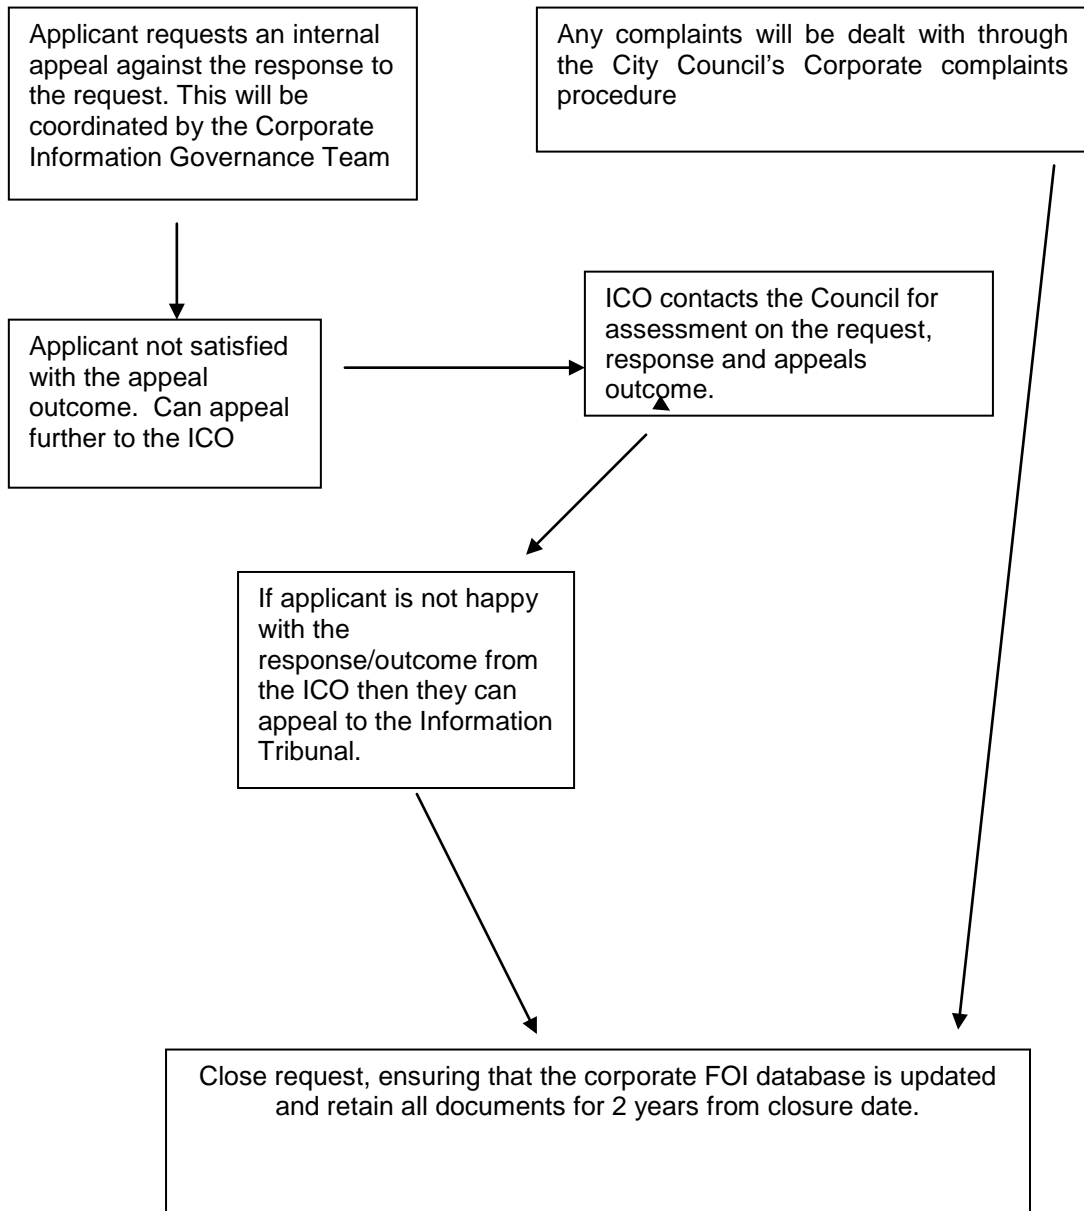 Applicant requests an internal
appeal against the response to
the request. This will be
coordinated by the Corporate
Information Governance Team
Any complaints will be dealt with through
the City Council's Corporate complaints
procedure
Applicant not satisfied
with the appeal
outcome.  Can appeal
further to the ICO
ICO contacts the Council for
assessment on the request,
response and appeals
outcome.
If applicant is not happy
with the
response/outcome from
the ICO then they can
appeal to the Information
Tribunal.
Close request, ensuring that the corporate FOI database is updated
and retain all documents for 2 years from closure date.